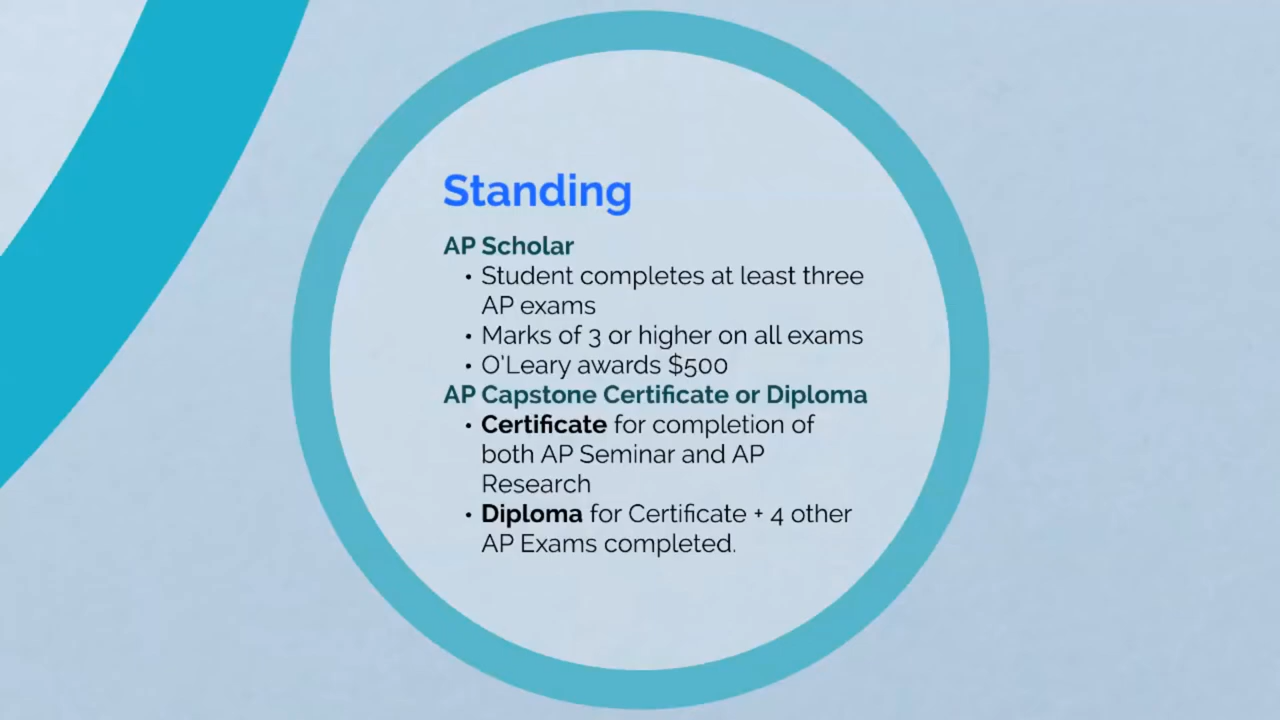 Standing
AP Scholar
• Student completes at least three
AP exams
• Marks of 3 or higher on all exams
• O'Leary awards $500
AP Capstone Certificate or Diploma
• Certificate for completion of
both AP Seminar and AP
Research
• Diploma for Certificate + 4 other
AP Exams completed.